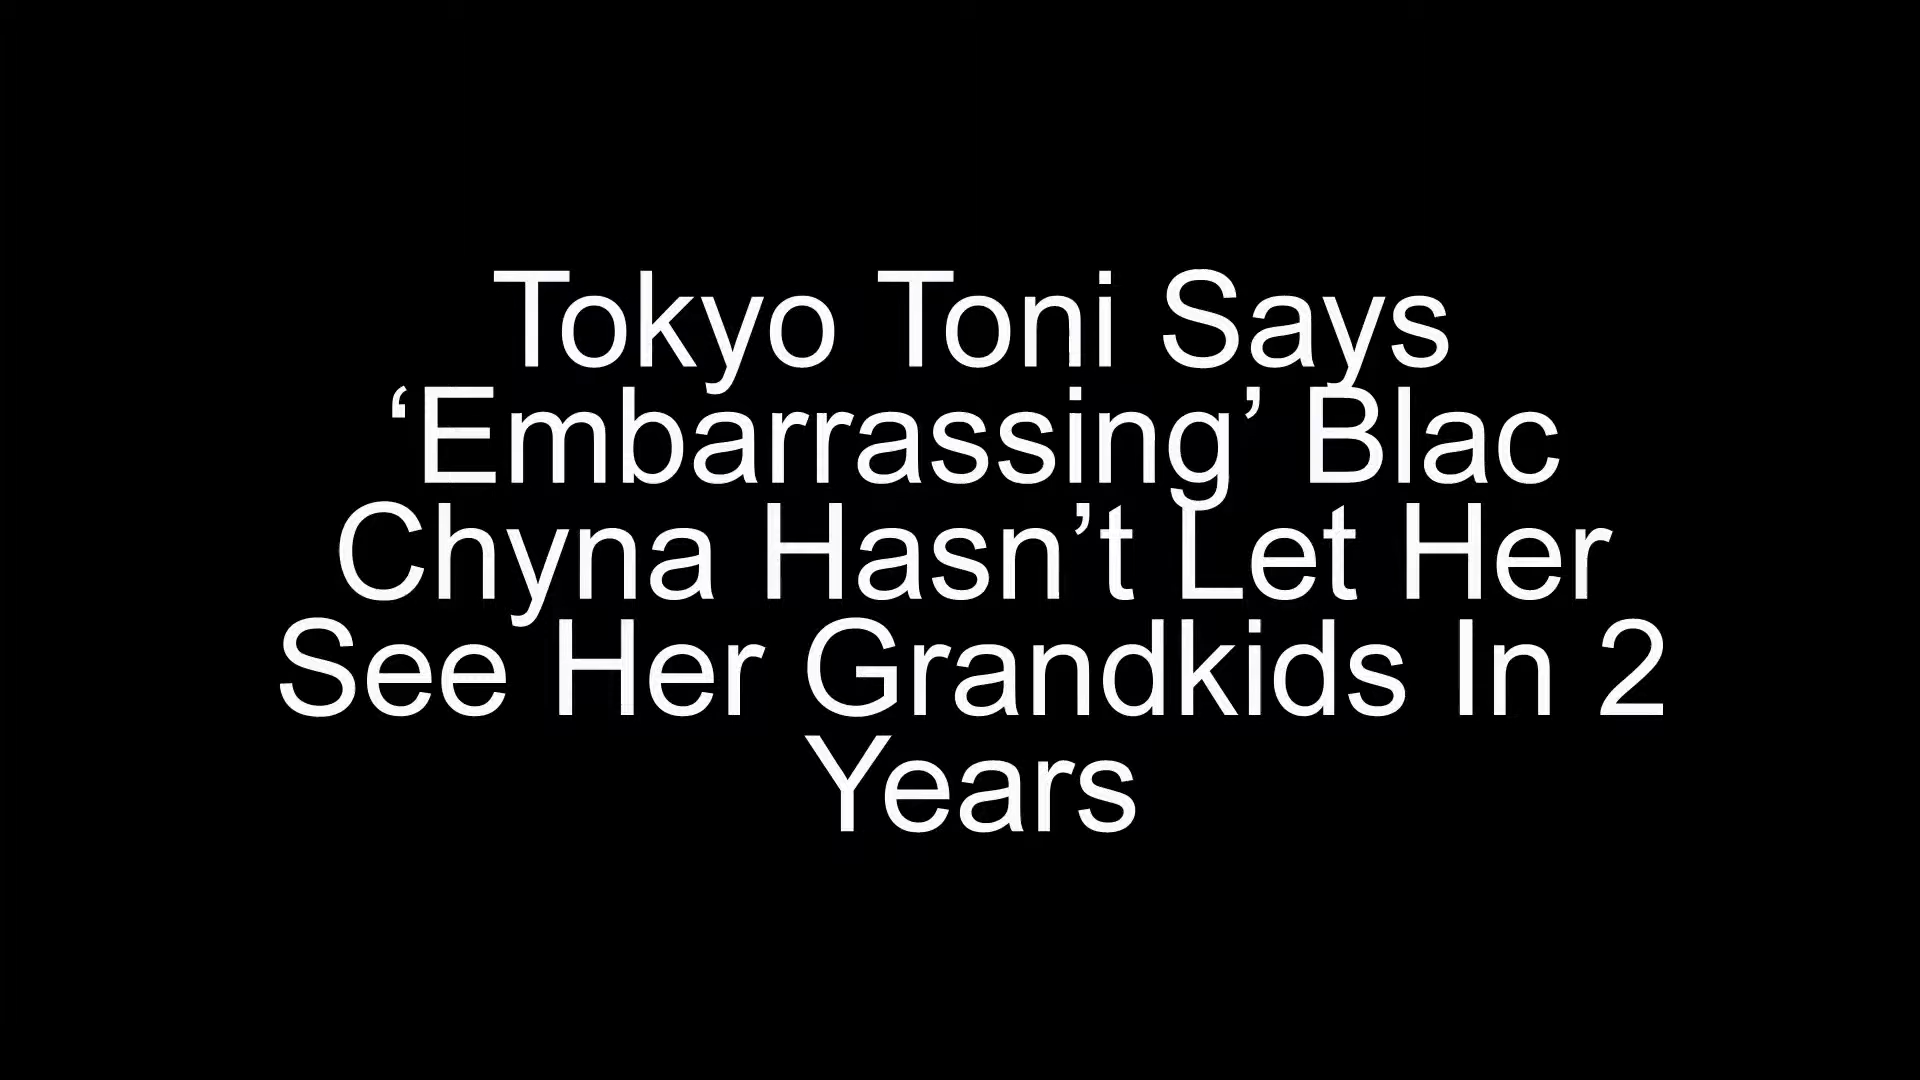 Tokyo Toni Says
‘Embarrassing’ Blac
Chyna Hasn’t Let Her
See Her Grandkids In 2
Years